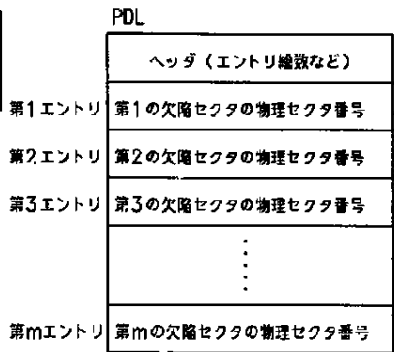 PDL
ヘッダ(エントリ総数など)
第1エントリ 第1の欠陥セクタの物理セクタ番号
第2エントリ 第2の欠陥セクタの物理セクタ番号
第3エントリ 第3の欠陥セクタの物理セクタ番号
第mエントリ 第mの欠陥セクタの物理セクタ番号